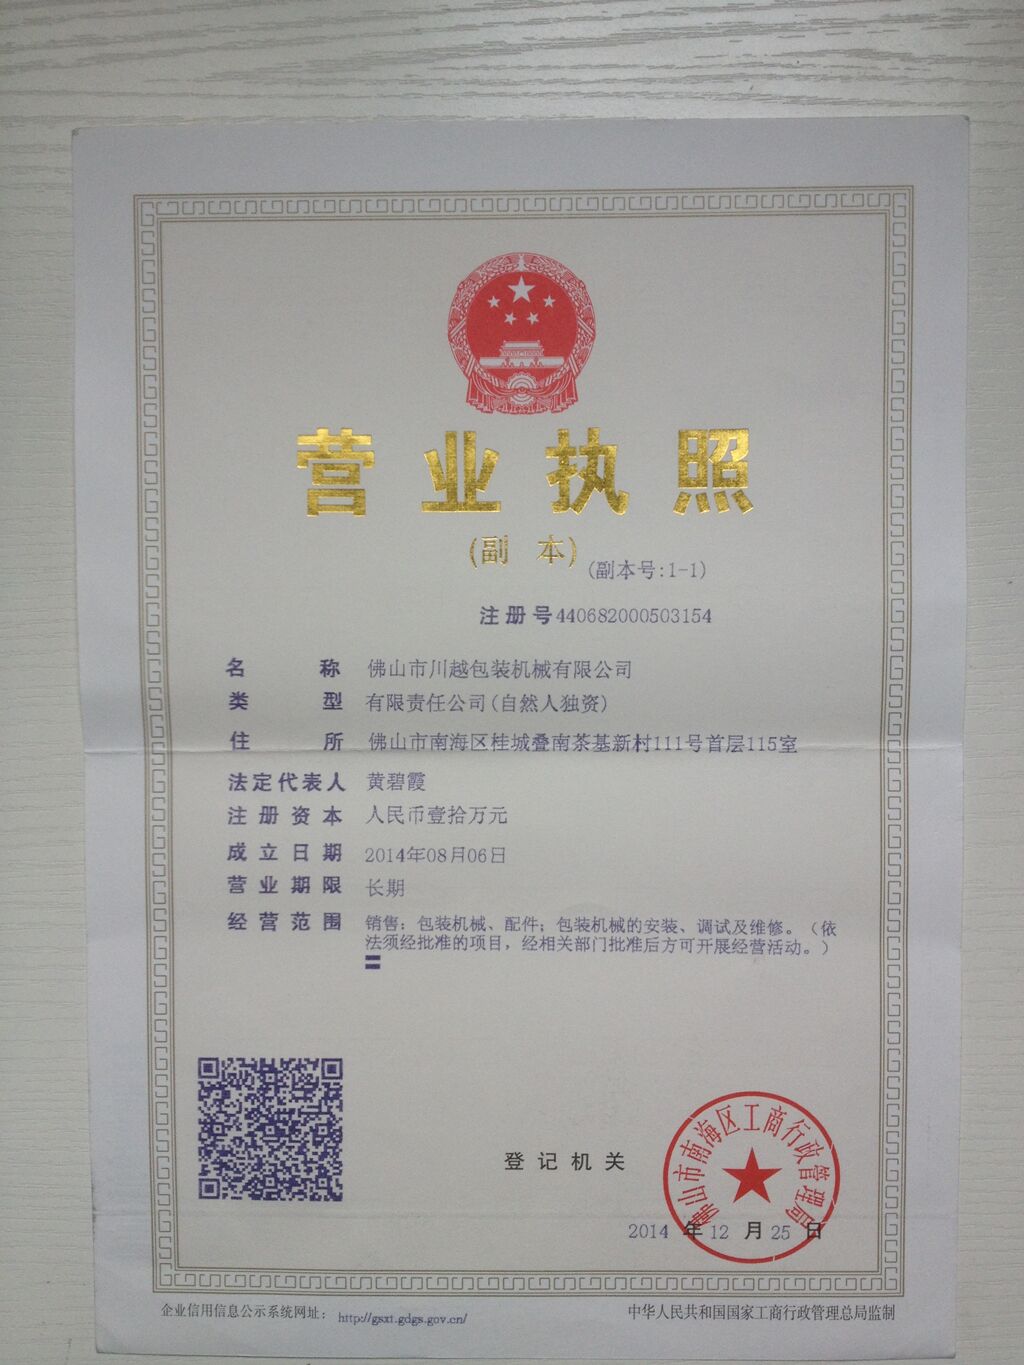 营业执照
(副 本)
(副本号:1-1)
注册号440682000503154
名 称 佛山市川越包装机械有限公司
类 型 有限责任公司(自然人独资)
住 所 佛山市南海区桂城叠南茶基新村111号首层115室
法定代表人 黄碧霞
注册资本 人民币壹拾万元
成立日期 2014年08月06日
营业期限 长期
经营范围 销售：包装机械、配件；包装机械的安装、调试及维修。（依
法须经批准的项目，经相关部门批准后方可开展经营活动。）
〓
佛山市南海区工商行政管理局
登记机关
2014 年 12 月 25 日
企业信用信息公示系统网址： http://gsxt.gdgs.gov.cn/
中华人民共和国国家工商行政管理总局监制